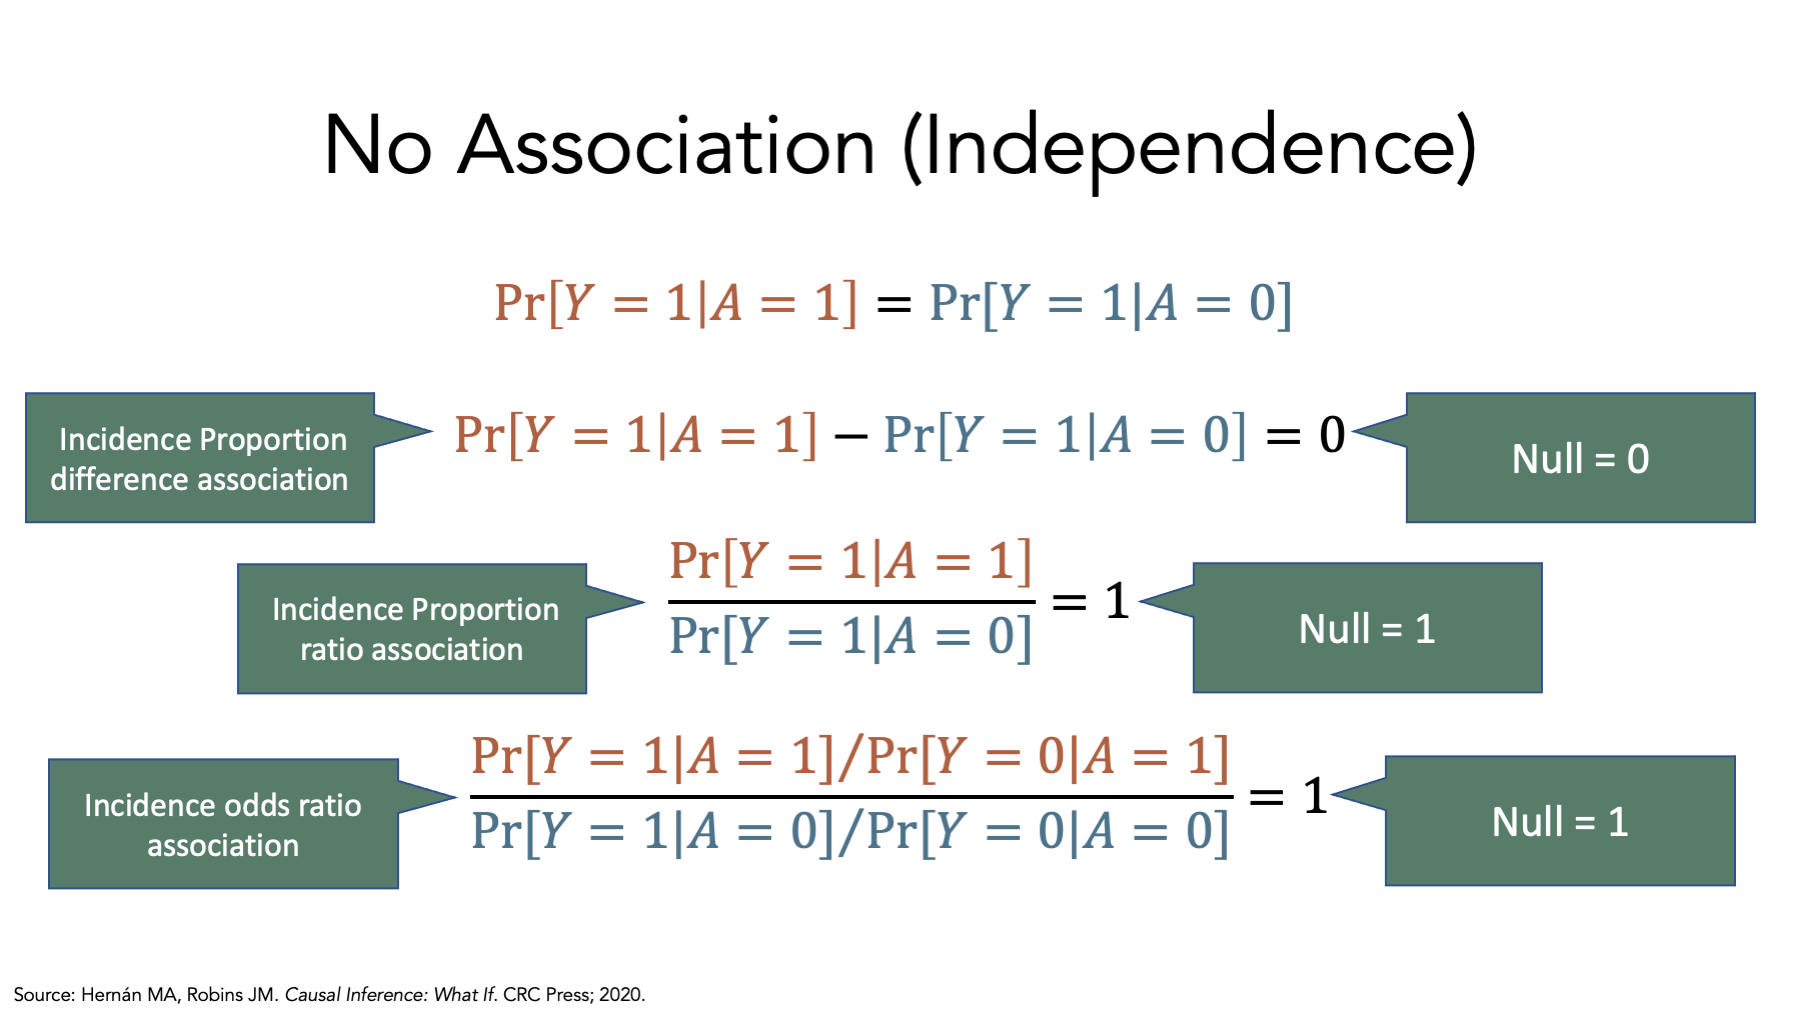 No Association (Independence)
Pr[Y = 1|A = 1] = Pr[Y = 1|A = 0]
Incidence Proportion
difference association
Pr[Y = 1|A = 1] − Pr[Y = 1|A = 0] = 0
Null = 0
Incidence Proportion
ratio association
Pr[Y = 1|A = 1]
Pr[Y = 1|A = 0]
= 1
Null = 1
Incidence odds ratio
association
Pr[Y = 1|A = 1]/Pr[Y = 0|A = 1]
Pr[Y = 1|A = 0]/Pr[Y = 0|A = 0]
= 1
Null = 1
Source: Hernán MA, Robins JM. Causal Inference: What If. CRC Press; 2020.